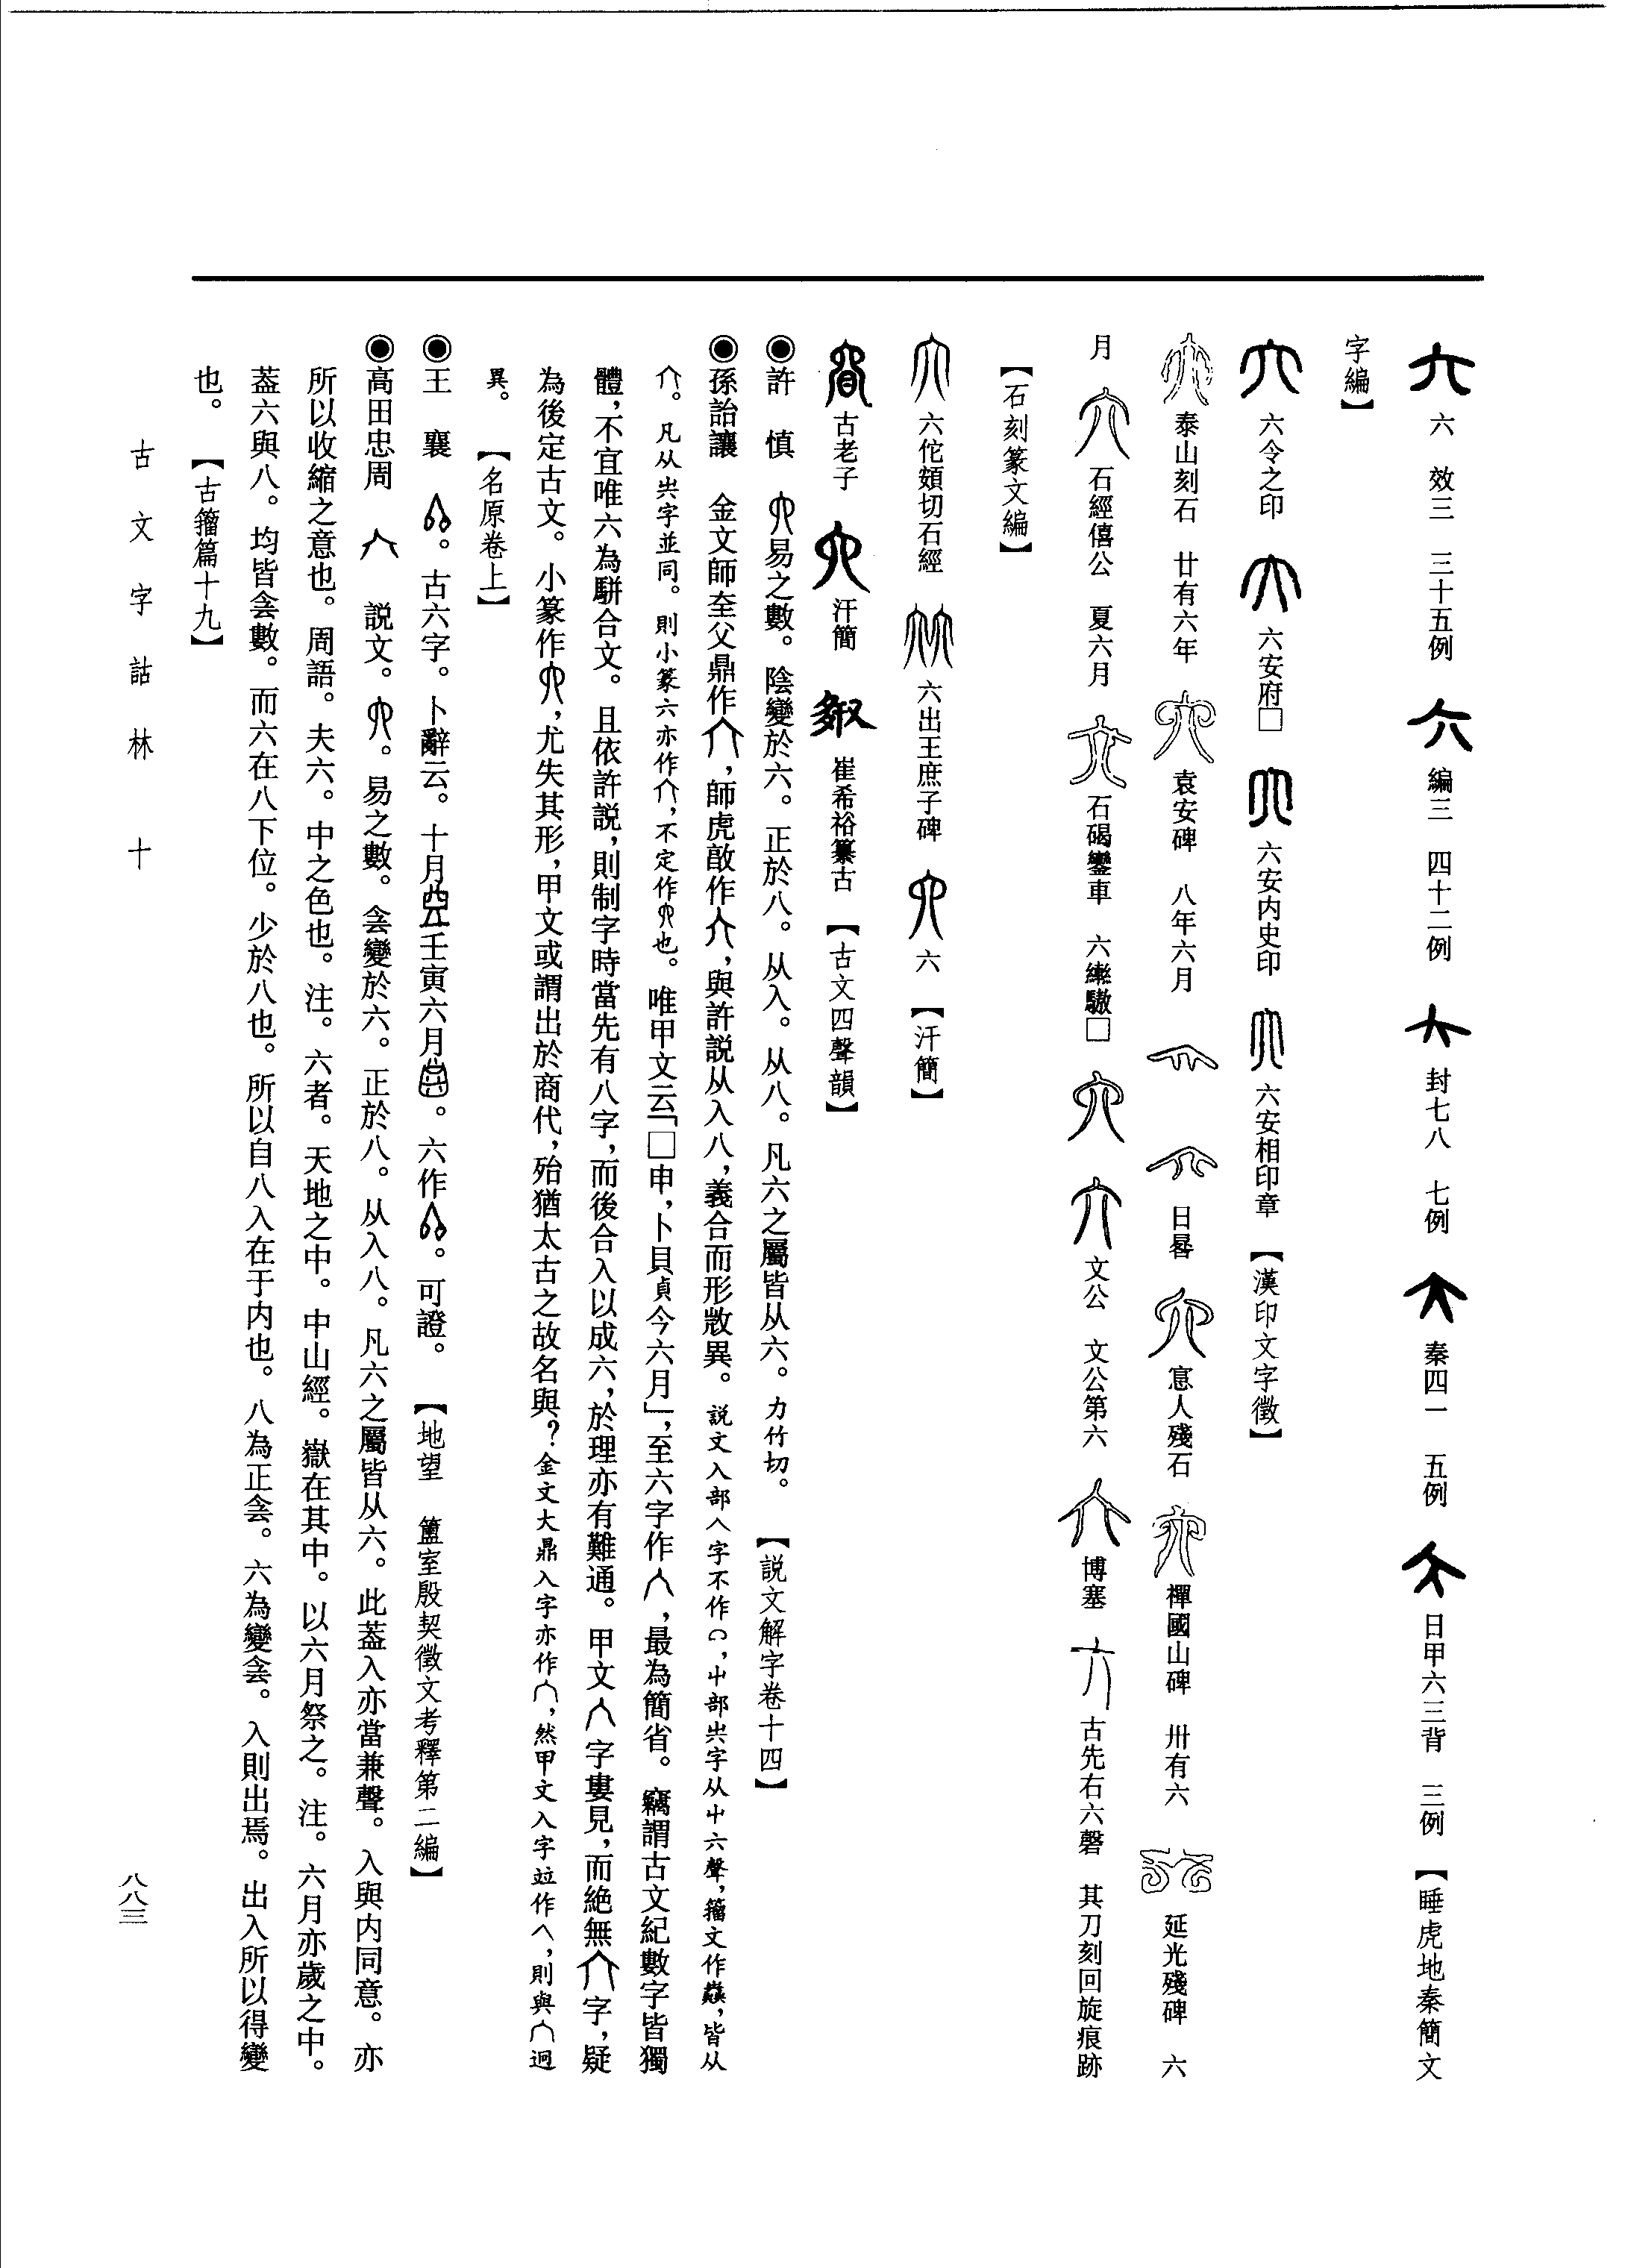 六　效三　三十五例　編三　四十二例　封七八　七例　秦四一　五例　日甲六三背　三例　【睡虎地秦簡文
字編】
六令之印　六安府□　六安内史印　六安相印章　【漢印文字徵】
泰山刻石　廿有六年　袁安碑　八年六月　日晷　㝣人殘石　禪國山碑　卅有六　延光殘碑　六
月　石經僖公　夏六月　石碣鑾車　六轡驁□　文公　文公第六　博塞　古先右六磬　其刀刻回旋痕跡
【石刻篆文編】
六佗頞切石經　六出王庶子碑　六　【汗簡】
古老子　汗簡　崔希裕纂古　【古文四聲韻】
◉許　慎　易之數。陰變於六。正於八。从入。从八。凡六之屬皆从六。力竹切。　【説文解字卷十四】
◉孫詒讓　金文師𡘇父鼎作，師虎㪤作，與許説从入八，義合而形㪚異。説文入部字不作，屮部𡴆字从屮六聲，籀文作，皆从
。凡从𡴆字並同。則小篆六亦作，不定作也。唯甲文云「□申，卜貝貞今六月」，至六字作，最為簡省。竊謂古文紀數字皆獨
體，不宜唯六為駢合文。且依許説，則制字時當先有八字，而後合入以成六，於理亦有難通。甲文字婁見，而絶無字，疑
為後定古文。小篆作，尤失其形，甲文或謂出於商代，殆猶太古之故名與？金文大鼎入字亦作，然甲文入字竝作，則與迥
異。　【名原卷上】
◉王　襄　。古六字。卜辭云。十月壬寅六月。六作。可證。　【地望　簠室殷契徵文考釋第二編】
◉高田忠周　説文。。易之數。侌變於六。正於八。从入八。凡六之屬皆从六。此葢入亦當兼聲。入與内同意。亦
所以收縮之意也。周語。夫六。中之色也。注。六者。天地之中。中山經。嶽在其中。以六月祭之。注。六月亦歲之中。
葢六與八。均皆侌數。而六在八下位。少於八也。所以自八入在于内也。八為正侌。六為變侌。入則出焉。出入所以得變
也。　【古籀篇十九】
古文字詁林　十
八八三